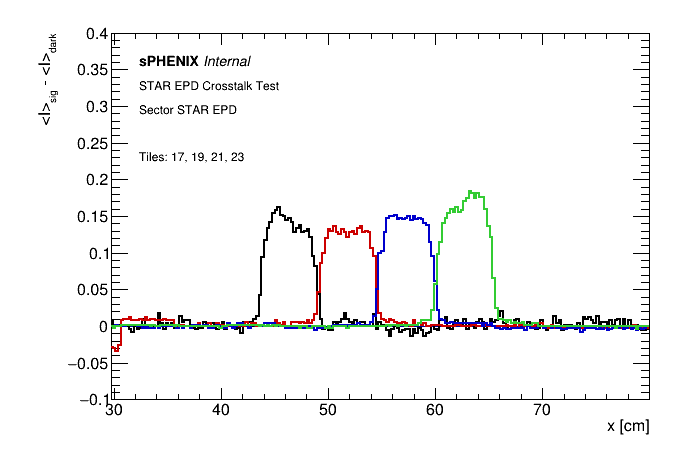 0.4
<I>sig - <I>dark
sPHENIX Internal
0.35
STAR EPD Crosstalk Test
0.3
Sector STAR EPD
0.25
Tiles: 17, 19, 21, 23
0.2
0.15
0.1
0.05
0
−0.05
−0.1
30 40 50 60 70
x [cm]